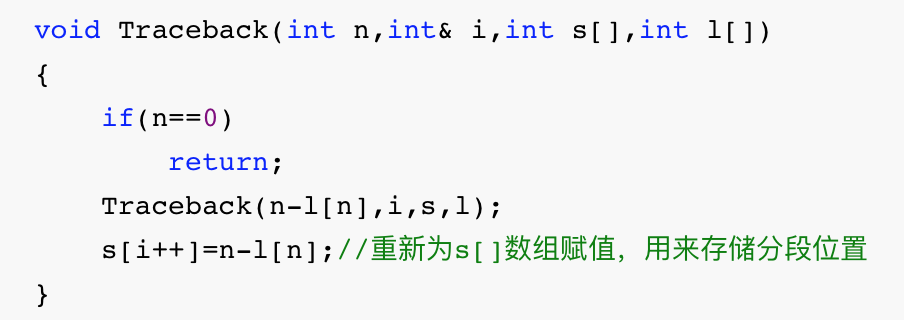 void Traceback(int n,int& i,int s[],int l[])
{
    if(n==0)
        return;
    Traceback(n-l[n],i,s,l);
    s[i++]=n-l[n];//重新为s[]数组赋值，用来存储分段位置
}